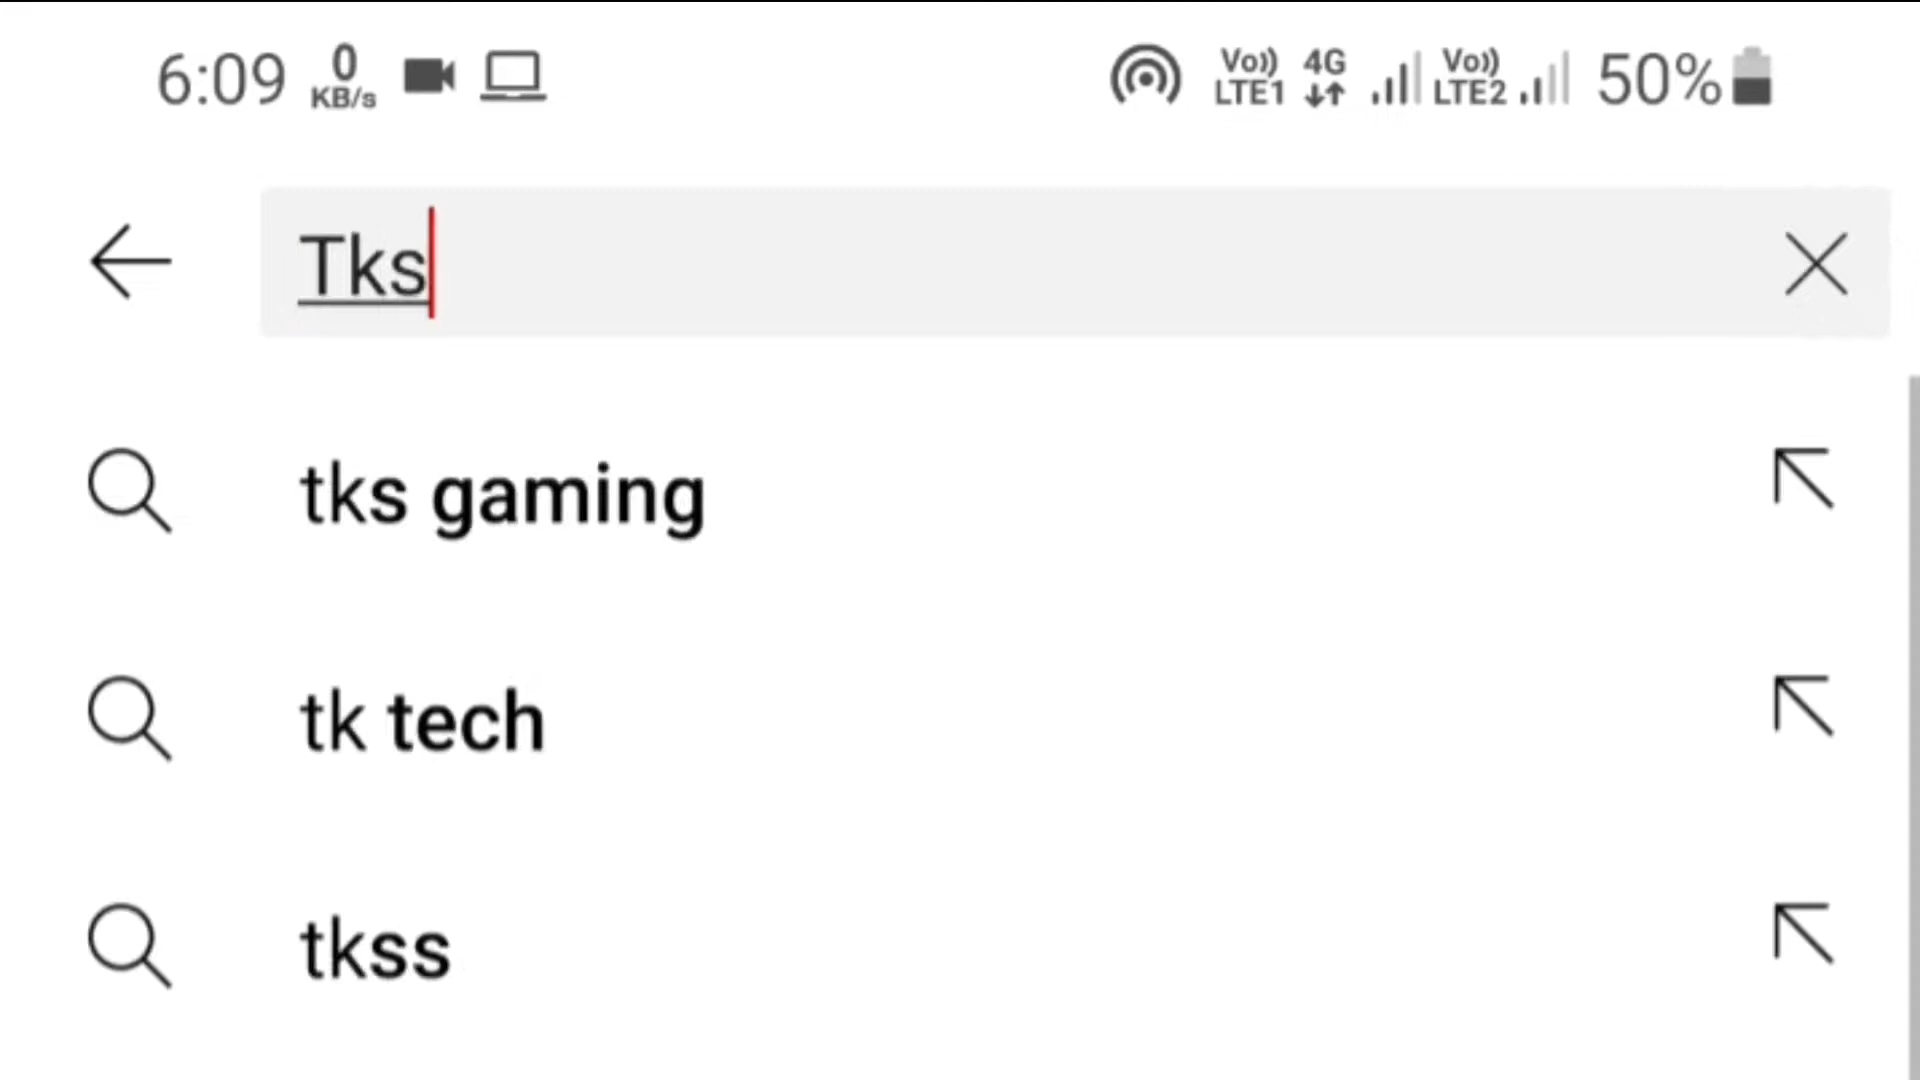 6:09 0 KB/s Vo)) LTE1 4G Vo)) LTE2 50%
Tks
tks gaming
tk tech
tkss